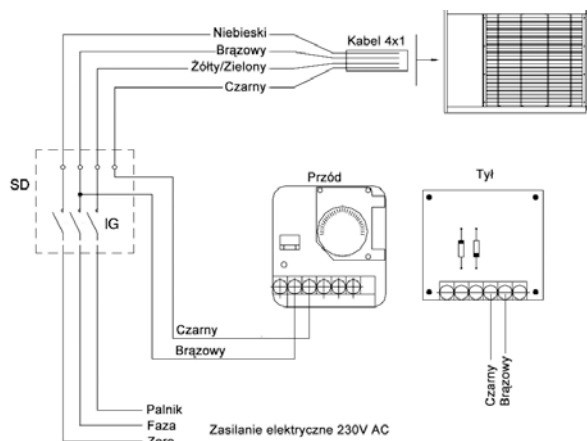 Niebieski
Brązowy
Żółty/Zielony
Czarny
Kabel 4x1
SD
IG
Przód
Tył
Czarny
Brązowy
Czarny
Brązowy
Palnik
Faza
Zero
Zasilanie elektryczne 230V AC